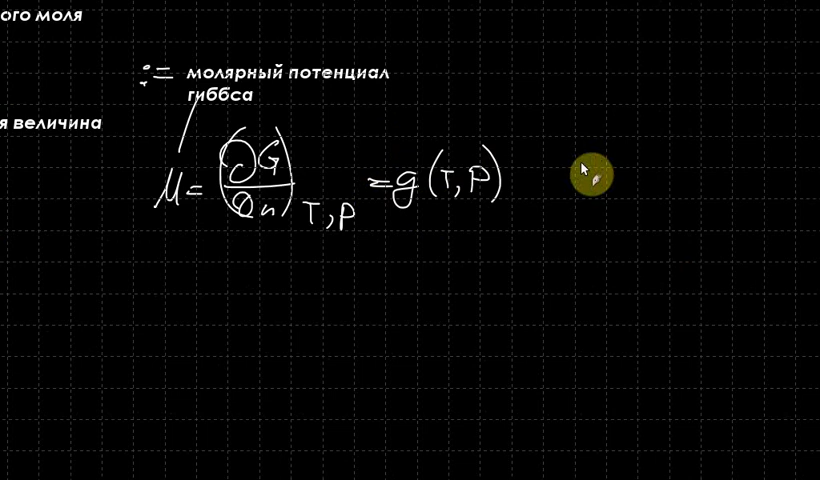 ого моля
:= молярный потенциал
гиббса
я величина
μ = (∂G/∂n)T,P = g(T,P)